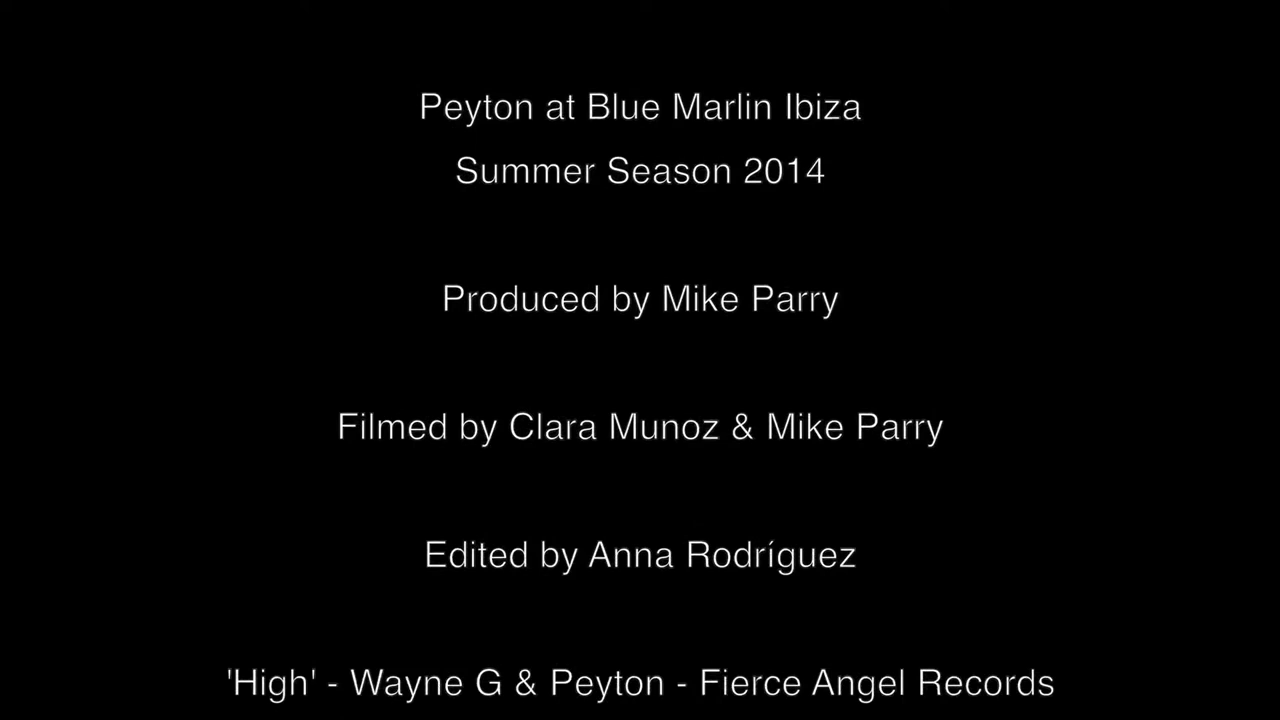 Peyton at Blue Marlin Ibiza
Summer Season 2014
Produced by Mike Parry
Filmed by Clara Munoz & Mike Parry
Edited by Anna Rodríguez
'High' - Wayne G & Peyton - Fierce Angel Records